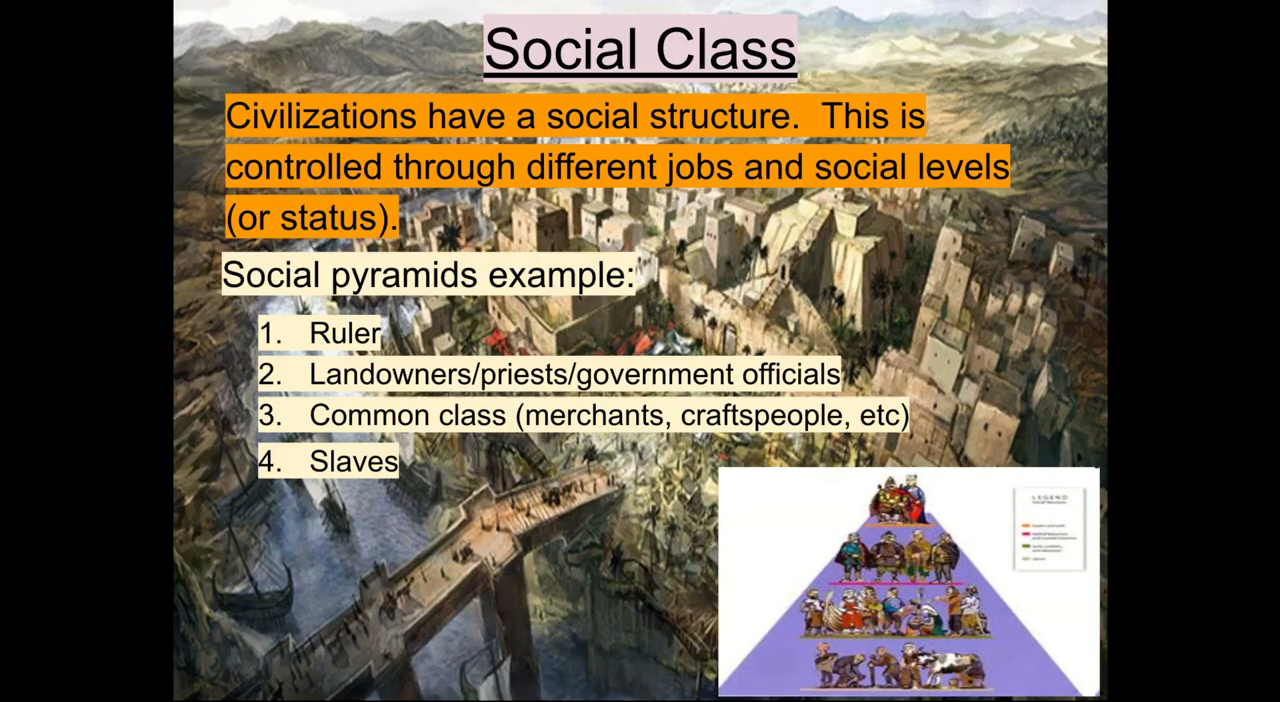 Social Class
Civilizations have a social structure.  This is
controlled through different jobs and social levels
(or status).
Social pyramids example:
1. Ruler
2. Landowners/priests/government officials
3. Common class (merchants, craftspeople, etc)
4. Slaves
LEGEND